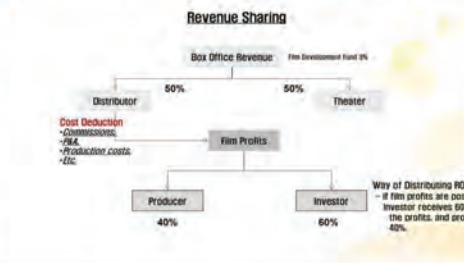 Revenue Sharing
Box Office Revenue
Film Development Fund 3%
50%
50%
Distributor
Theater
Cost Deduction
-Commissions,
-P&A,
-Production costs,
-Etc.
Film Profits
Producer
Investor
40%
60%
Way of Distributing RO
- If film profits are pos
Investor receives 60
the profits, and pro
40%.